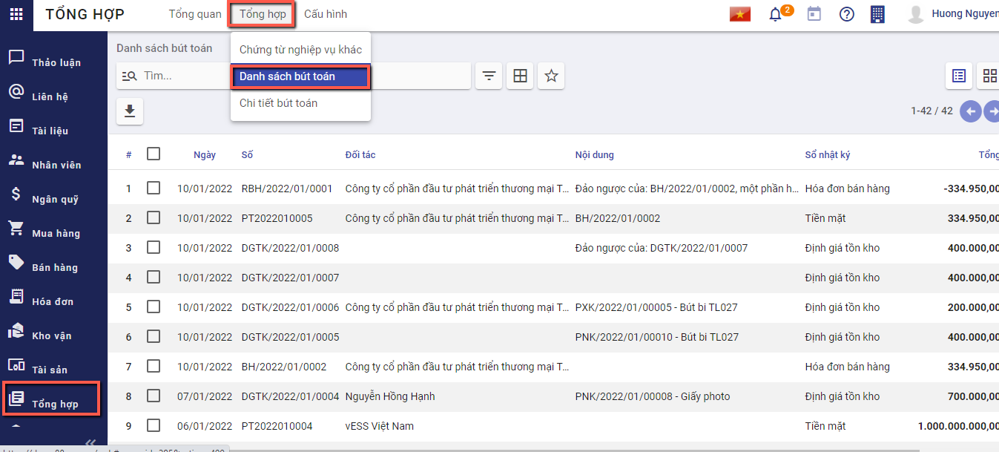 TỔNG HỢP Tổng quan Tổng hợp Cấu hình 2 Huong Nguyen
Chứng từ nghiệp vụ khác
Danh sách bút toán
Chi tiết bút toán
Thảo luận
Liên hệ
Tài liệu
Nhân viên
Ngân quỹ
Mua hàng
Bán hàng
Hóa đơn
Kho vận
Tài sản
Tổng hợp
Danh sách bút toán
Tìm...
1-42 / 42
# Ngày Số Đối tác Nội dung Sổ nhật ký Tổng
1 10/01/2022 RBH/2022/01/0001 Công ty cổ phần đầu tư phát triển thương mại T... Đảo ngược của: BH/2022/01/0002, một phần h... Hóa đơn bán hàng -334.950,00
2 10/01/2022 PT2022010005 Công ty cổ phần đầu tư phát triển thương mại T... BH/2022/01/0002 Tiền mặt 334.950,00
3 10/01/2022 DGTK/2022/01/0008 Đảo ngược của: DGTK/2022/01/0007 Định giá tồn kho 400.000,00
4 10/01/2022 DGTK/2022/01/0007 Định giá tồn kho 400.000,00
5 10/01/2022 DGTK/2022/01/0006 Công ty cổ phần đầu tư phát triển thương mại T... PXK/2022/01/00005 - Bút bi TL027 Định giá tồn kho 200.000,00
6 10/01/2022 DGTK/2022/01/0005 PNK/2022/01/00010 - Bút bi TL027 Định giá tồn kho 400.000,00
7 10/01/2022 BH/2022/01/0002 Công ty cổ phần đầu tư phát triển thương mại T... Hóa đơn bán hàng 334.950,00
8 07/01/2022 DGTK/2022/01/0004 Nguyễn Hồng Hạnh PNK/2022/01/00008 - Giấy photo Định giá tồn kho 700.000,00
9 06/01/2022 PT2022010004 vESS Việt Nam Tiền mặt 1.000.000.000,00